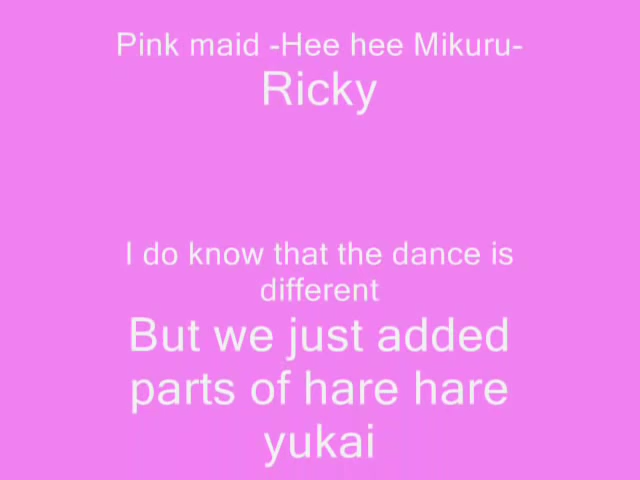 Pink maid -Hee hee Mikuru-
Ricky
I do know that the dance is
different
But we just added
parts of hare hare
yukai